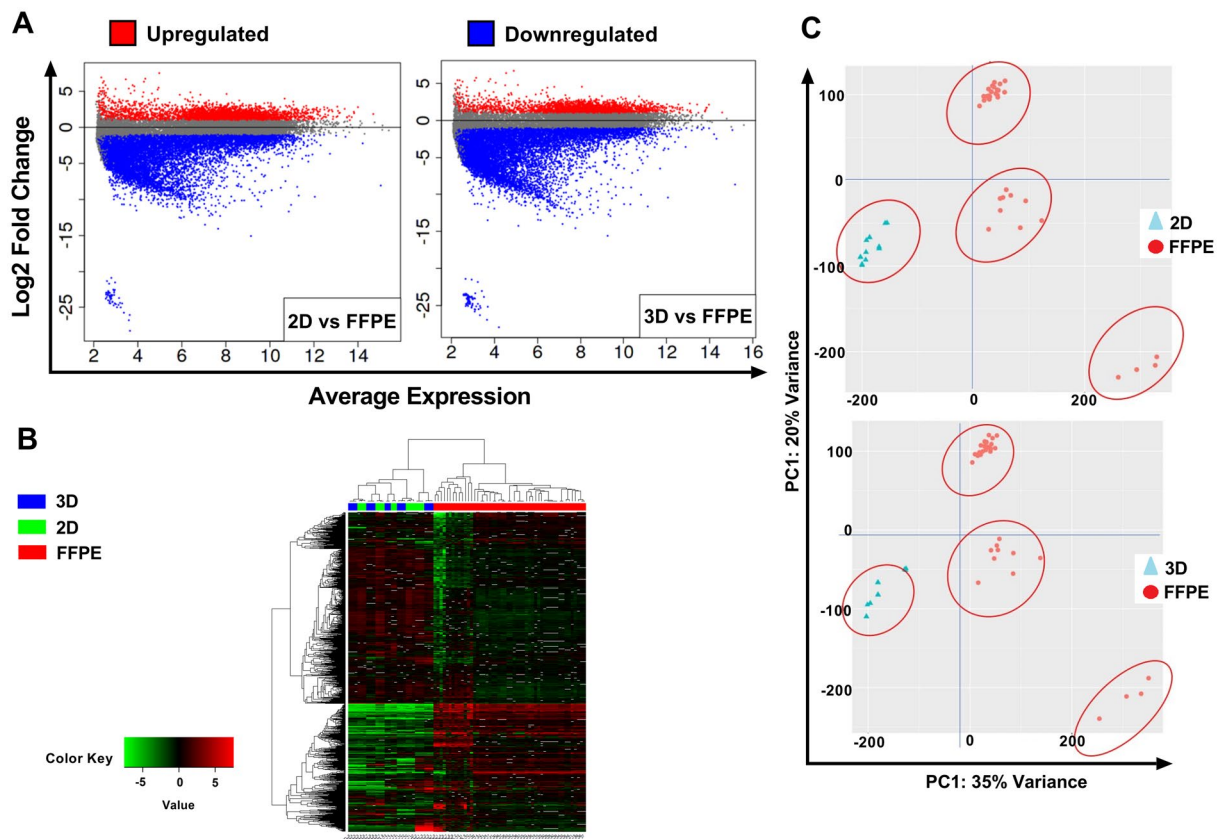 A
Upregulated
Downregulated
C
Log2 Fold Change
5
0
-5
-15
-25
2D vs FFPE
2 4 6 8 10 12 14
5
0
-5
-15
-25
3D vs FFPE
2 4 6 8 10 12 14 16
Average Expression
B
3D
2D
FFPE
Color Key
-5 0 5
Value
PC1: 20% Variance
100
0
-100
-200
-200 0 200
2D
FFPE
100
0
-100
-200
-200 0 200
3D
FFPE
PC1: 35% Variance